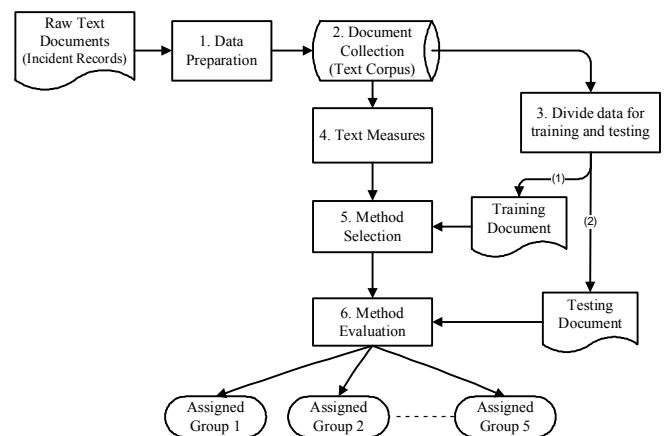 Raw Text
Documents
(Incident Records)
1. Data
Preparation
2. Document
Collection
(Text Corpus)
3. Divide data for
training and testing
4. Text Measures
(1)
(2)
Training
Document
5. Method
Selection
Testing
Document
6. Method
Evaluation
Assigned
Group 1
Assigned
Group 2
Assigned
Group 5